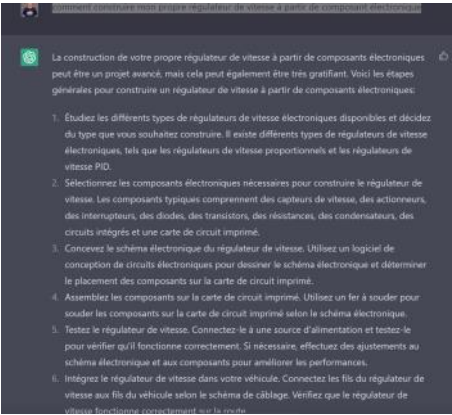 comment construire mon propre régulateur de vitesse à partir de composant électronique
La construction de votre propre régulateur de vitesse à partir de composants électroniques
peut être un projet avancé, mais cela peut également être très gratifiant. Voici les étapes
générales pour construire un régulateur de vitesse à partir de composants électroniques:
1. Étudiez les différents types de régulateurs de vitesse électroniques disponibles et décidez
du type que vous souhaitez construire. Il existe différents types de régulateurs de vitesse
électroniques, tels que les régulateurs de vitesse proportionnels et les régulateurs de
vitesse PID.
2. Sélectionnez les composants électroniques nécessaires pour construire le régulateur de
vitesse. Les composants typiques comprennent des capteurs de vitesse, des actionneurs,
des interrupteurs, des diodes, des transistors, des résistances, des condensateurs, des
circuits intégrés et une carte de circuit imprimé.
3. Concevez le schéma électronique du régulateur de vitesse. Utilisez un logiciel de
conception de circuits électroniques pour dessiner le schéma électronique et déterminer
le placement des composants sur la carte de circuit imprimé.
4. Assemblez les composants sur la carte de circuit imprimé. Utilisez un fer à souder pour
souder les composants sur la carte de circuit imprimé selon le schéma électronique.
5. Testez le régulateur de vitesse. Connectez-le à une source d'alimentation et testez-le
pour vérifier qu'il fonctionne correctement. Si nécessaire, effectuez des ajustements au
schéma électronique et aux composants pour améliorer les performances.
6. Intégrez le régulateur de vitesse dans votre véhicule. Connectez les fils du régulateur de
vitesse aux fils du véhicule selon le schéma de câblage. Vérifiez que le régulateur de
vitesse fonctionne correctement sur la route.